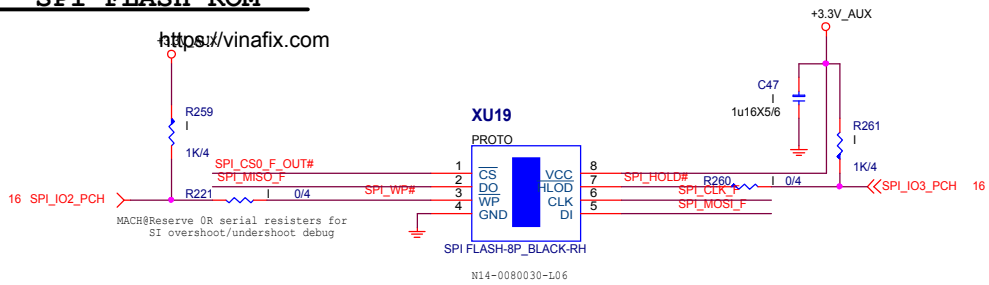 SPI FLASH ROM
+3.3V_AUX
https://vinafix.com
+3.3V_AUX
C47
I
1u16X5/6
R259
I
1K/4
XU19
PROTO
R261
I
1K/4
SPI_CS0_F_OUT#
1
CS
VCC
8
SPI_MISO_F
2
DO
HLOD
7
SPI_HOLD#
R260
I
0/4
16
SPI_IO2_PCH
R221
I
0/4
SPI_WP#
3
WP
CLK
6
SPI_CLK_F
SPI_IO3_PCH
16
4
GND
DI
5
SPI_MOSI_F
MACH@Reserve 0R serial resisters for
SI overshoot/undershoot debug
SPI FLASH-8P_BLACK-RH
N14-0080030-L06